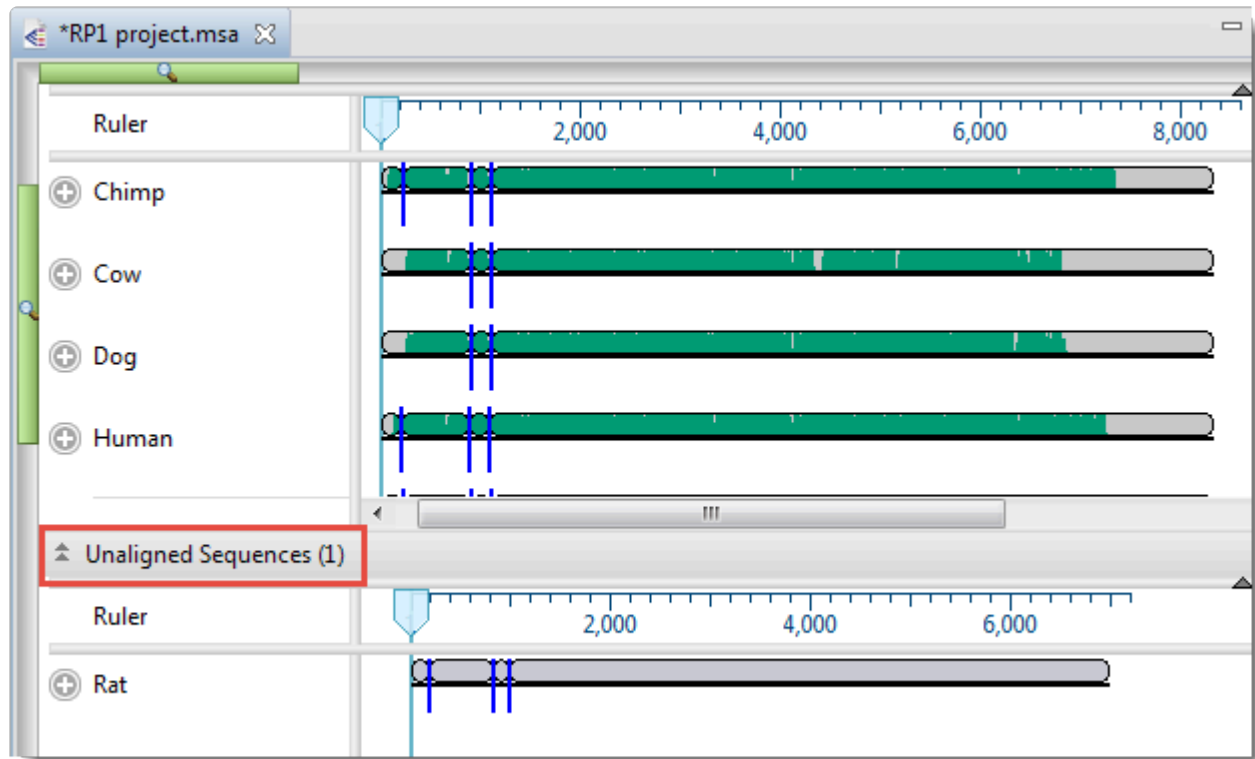 *RP1 project.msa
Ruler
2,000 4,000 6,000 8,000
Chimp
Cow
Dog
Human
Unaligned Sequences (1)
Ruler
2,000 4,000 6,000
Rat